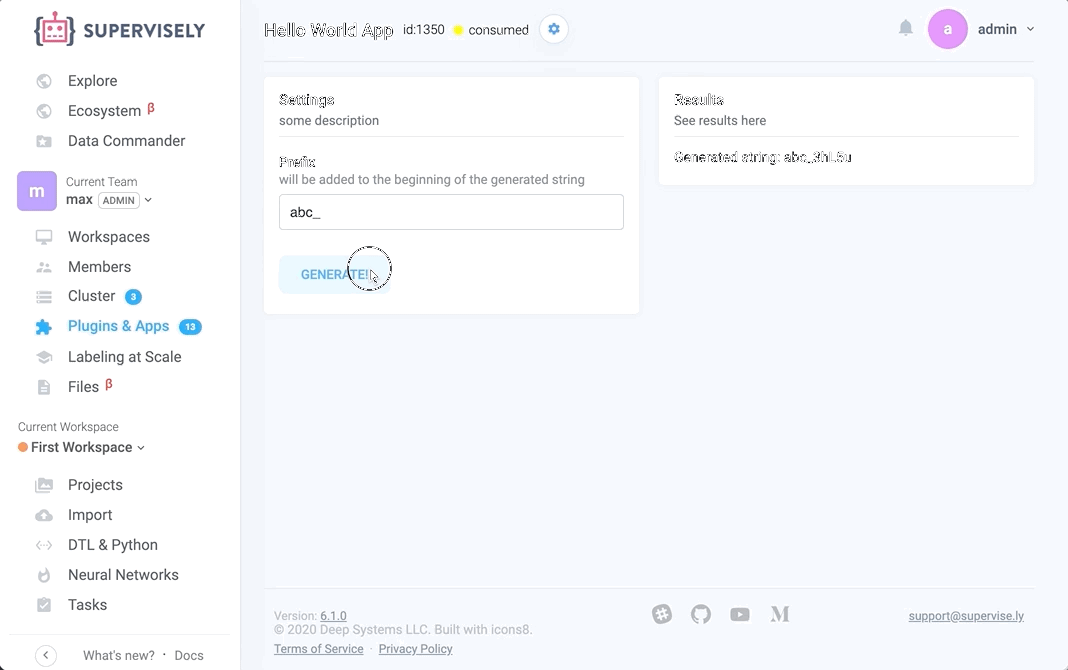 SUPERVISELY
Explore
Ecosystem β
Data Commander
m
Current Team
max ADMIN
Workspaces
Members
Cluster 3
Plugins & Apps 13
Labeling at Scale
Files β
Current Workspace
First Workspace
Projects
Import
DTL & Python
Neural Networks
Tasks
What's new? · Docs
Hello World App id:1350 consumed
a admin
Settings
some description
Prefix
will be added to the beginning of the generated string
abc_
GENERATE!
Results
See results here
Generated string: abc_3hL5u
Version: 6.1.0
© 2020 Deep Systems LLC. Built with icons8.
Terms of Service · Privacy Policy
support@supervise.ly